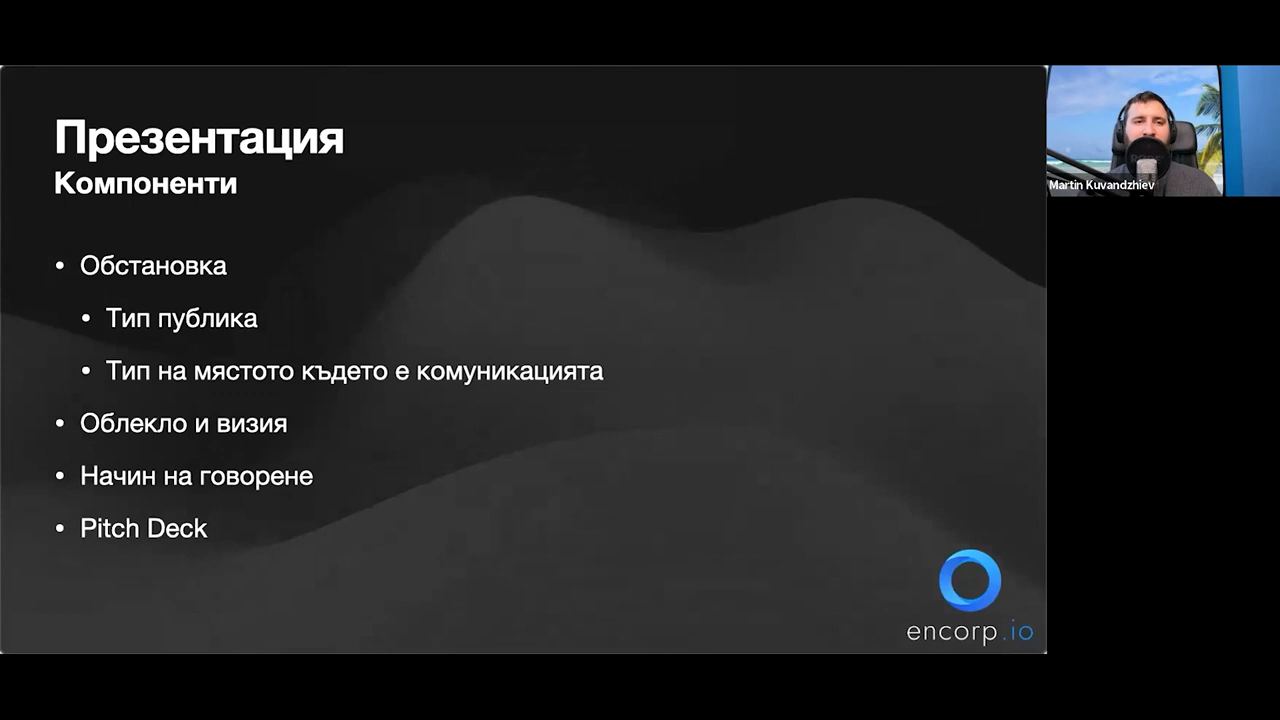 Презентация
Компоненти
• Обстановка
• Тип публика
• Тип на мястото където е комуникацията
• Облекло и визия
• Начин на говорене
• Pitch Deck
encorp.io
Martin Kuvandzhiev